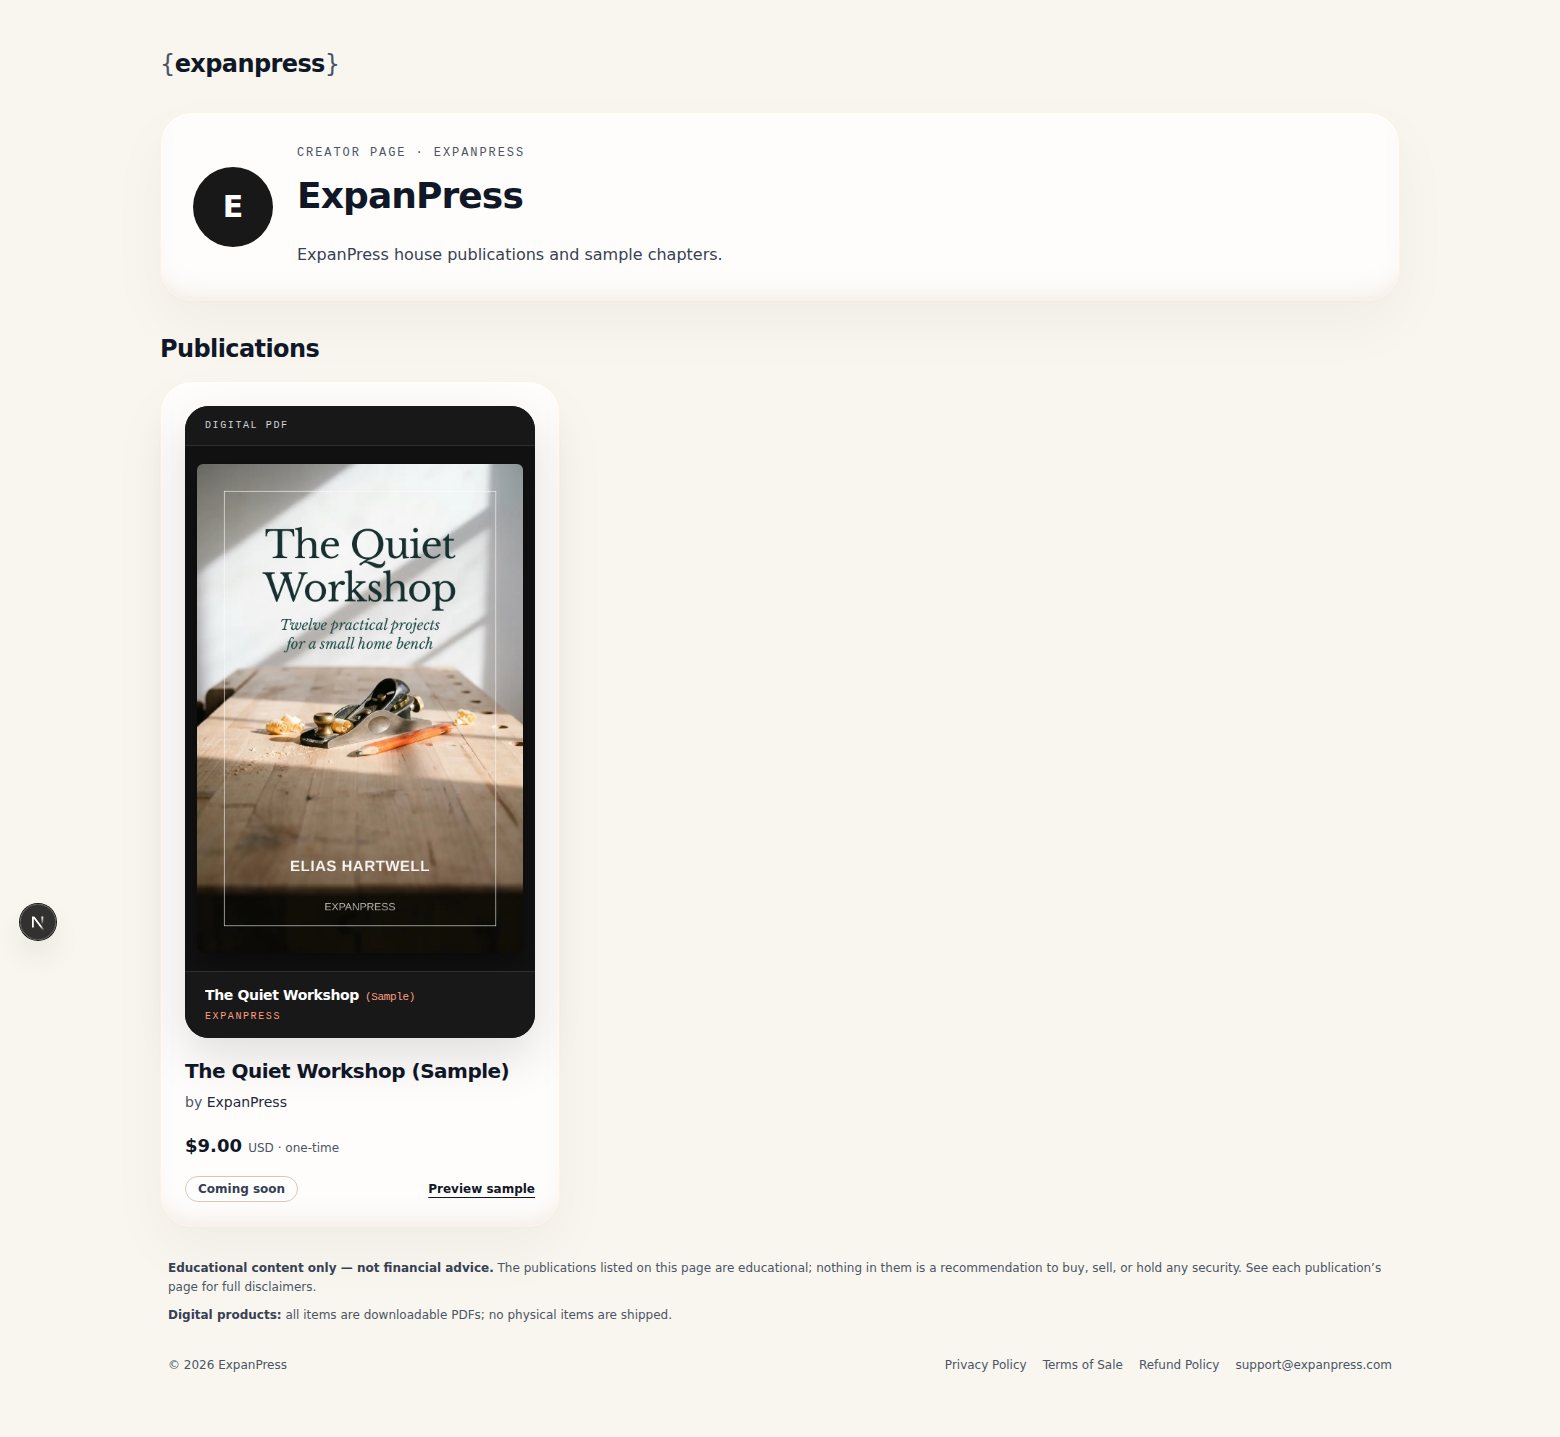 {expanpress}
CREATOR PAGE · EXPANPRESS
E
ExpanPress
ExpanPress house publications and sample chapters.
Publications
DIGITAL PDF
The Quiet
Workshop
Twelve practical projects
for a small home bench
ELIAS HARTWELL
EXPANPRESS
N
The Quiet Workshop (Sample)
EXPANPRESS
The Quiet Workshop (Sample)
by ExpanPress
$9.00 USD · one-time
Coming soon
Preview sample
Educational content only — not financial advice. The publications listed on this page are educational; nothing in them is a recommendation to buy, sell, or hold any security. See each publication’s
page for full disclaimers.
Digital products: all items are downloadable PDFs; no physical items are shipped.
© 2026 ExpanPress
Privacy Policy Terms of Sale Refund Policy support@expanpress.com